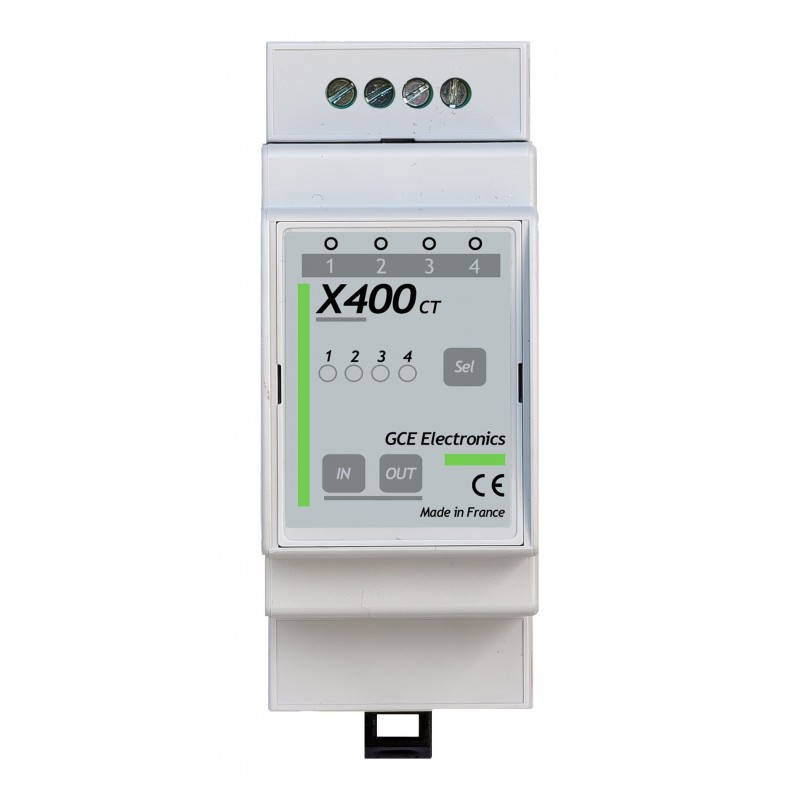 1 2 3 4
X400 CT
1 2 3 4
Sel
GCE Electronics
IN OUT
CE
Made in France